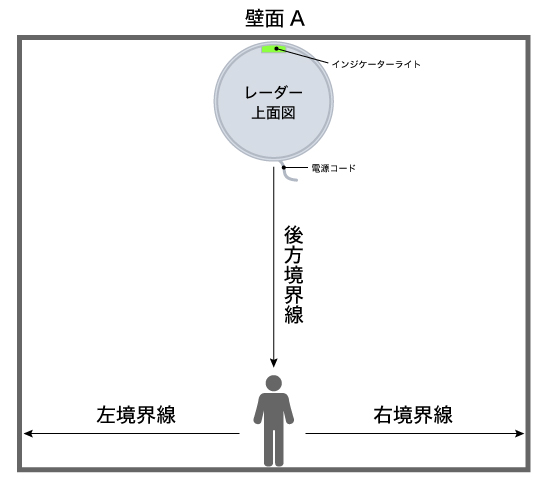 壁面 A
インジケーターライト
レーダー
上面図
電源コード
後方境界線
左境界線
右境界線